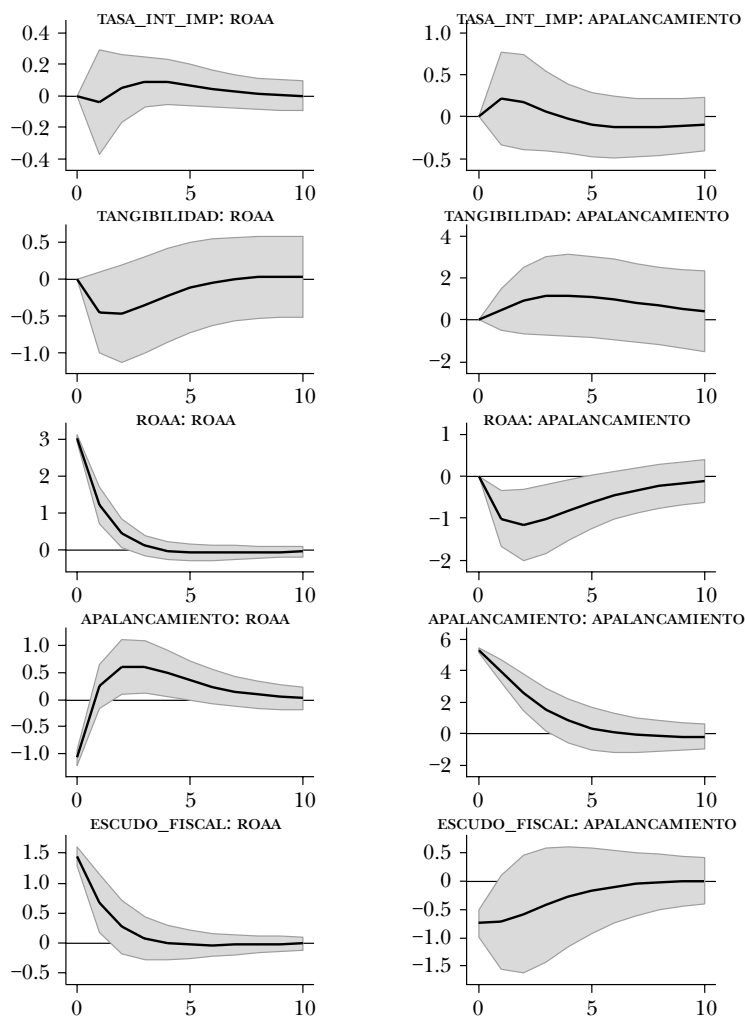 TASA_INT_IMP: ROAA
0.4
0.2
0
−0.2
−0.4
0 5 10
TASA_INT_IMP: APALANCAMIENTO
1.0
0.5
0
−0.5
0 5 10
TANGIBILIDAD: ROAA
0.5
0
−0.5
−1.0
0 5 10
TANGIBILIDAD: APALANCAMIENTO
4
2
0
−2
0 5 10
ROAA: ROAA
3
2
1
0
0 5 10
ROAA: APALANCAMIENTO
1
0
−1
−2
0 5 10
APALANCAMIENTO: ROAA
1.0
0.5
0
−0.5
−1.0
0 5 10
APALANCAMIENTO: APALANCAMIENTO
6
4
2
0
−2
0 5 10
ESCUDO_FISCAL: ROAA
1.5
1.0
0.5
0
−0.5
0 5 10
ESCUDO_FISCAL: APALANCAMIENTO
0.5
0
−0.5
−1.0
−1.5
0 5 10